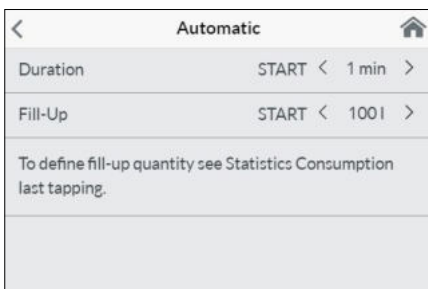 Automatic
Duration START < 1 min >
Fill-Up START < 100 l >
To define fill-up quantity see Statistics Consumption
last tapping.